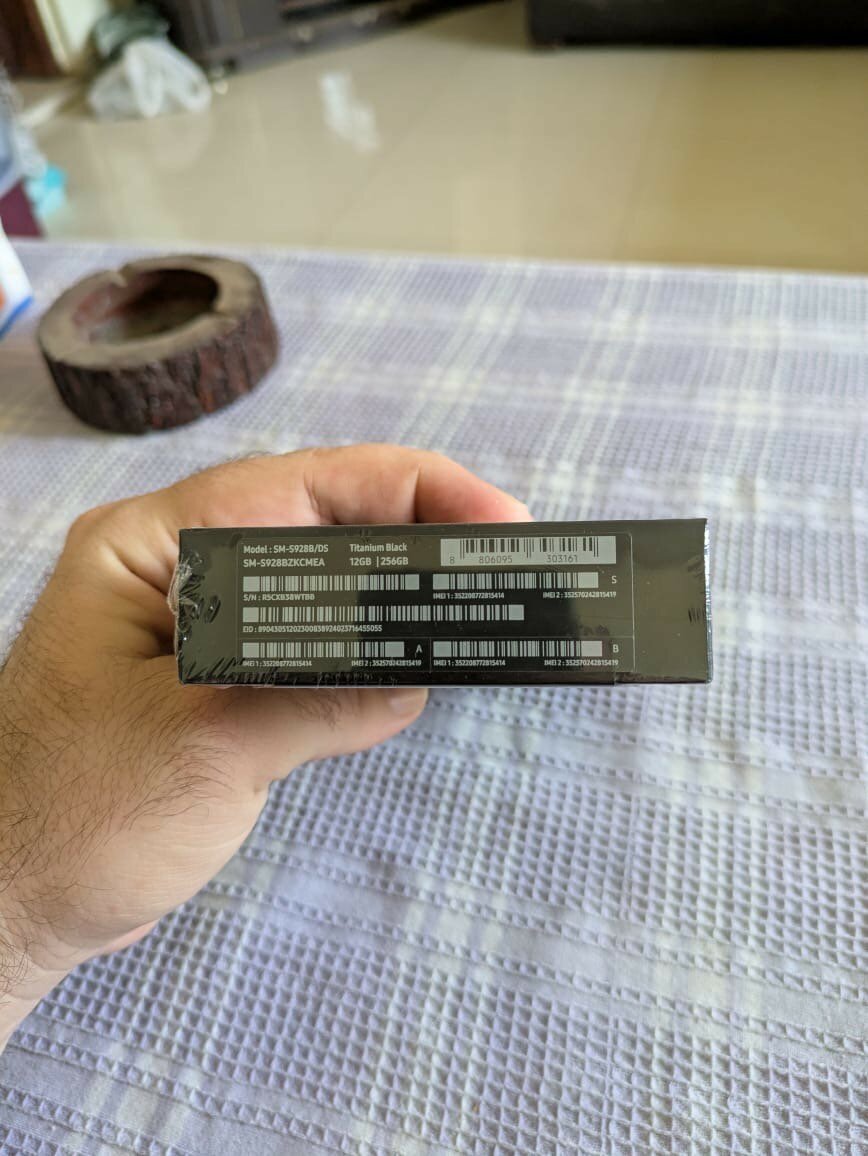 Model : SM-S928B/DS Titanium Black
SM-S928BZKCMEA 12GB | 256GB
8 806095 303161
S/N : R5CXB38WTBB
IMEI 1 : 352208772815414 IMEI 2 : 352570242815419 S
EID : 89043051202300838924023716455055
A
IMEI 1 : 352208772815414 IMEI 2 : 352570242815419
B
IMEI 1 : 352208772815414 IMEI 2 : 352570242815419